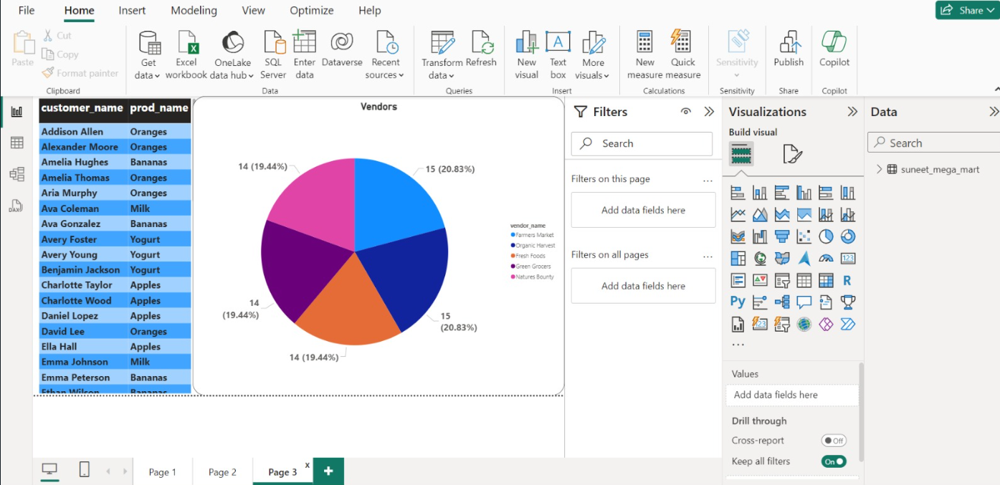 File Home Insert Modeling View Optimize Help Share
Paste
Cut
Copy
Format painter
Clipboard
Get data
Excel workbook
OneLake data hub
SQL Server
Enter data
Dataverse
Recent sources
Data
Transform data
Refresh
Queries
New visual
Text box
More visuals
Insert
New measure
Quick measure
Calculations
Sensitivity
Sensitivity
Publish
Share
Copilot
Copilot
DAX
customer_name prod_name
Addison Allen Oranges
Alexander Moore Oranges
Amelia Hughes Bananas
Amelia Thomas Oranges
Aria Murphy Oranges
Ava Coleman Milk
Ava Gonzalez Bananas
Avery Foster Yogurt
Avery Young Yogurt
Benjamin Jackson Yogurt
Charlotte Taylor Apples
Charlotte Wood Apples
Daniel Lopez Apples
David Lee Oranges
Ella Hall Apples
Emma Johnson Milk
Emma Peterson Bananas
Ethan Wilson Bananas
Vendors
14 (19.44%)
15 (20.83%)
14
(19.44%)
15
(20.83%)
14 (19.44%)
vendor_name
Farmers Market
Organic Harvest
Fresh Foods
Green Grocers
Natures Bounty
Filters
Search
Filters on this page
...
Add data fields here
Filters on all pages
...
Add data fields here
Visualizations
Build visual
123
R
Py
123
...
Values
Add data fields here
Drill through
Cross-report Off
Keep all filters On
Data
Search
suneet_mega_mart
Page 1 Page 2 Page 3 x +